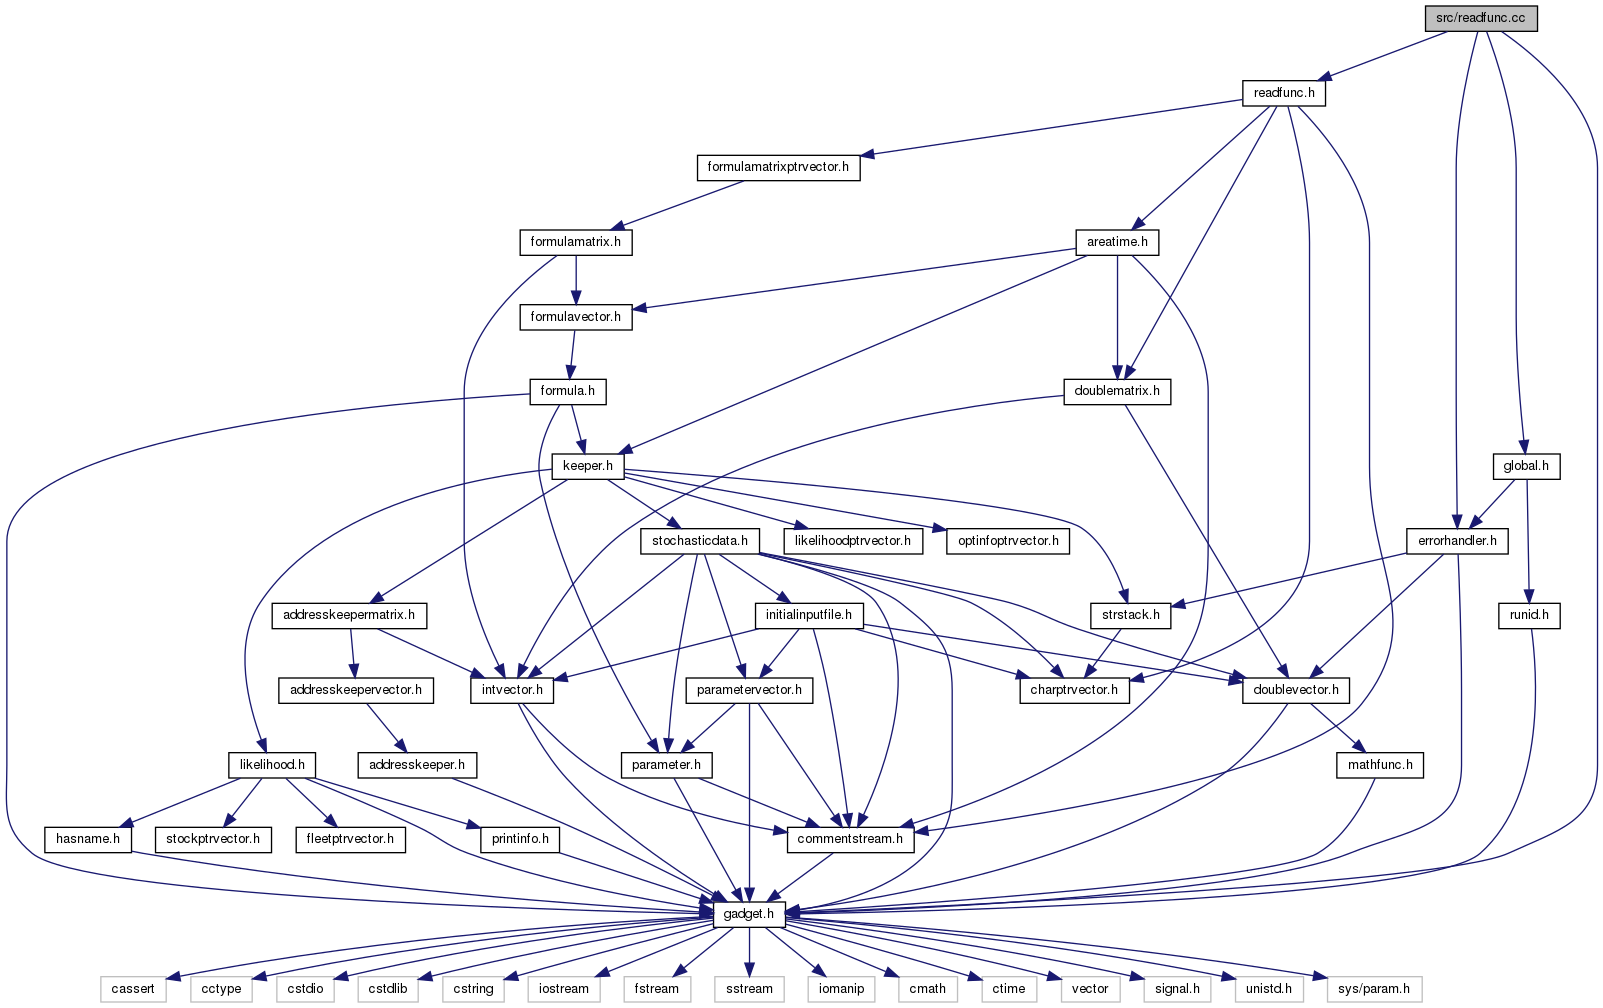 src/readfunc.cc
readfunc.h
formulamatrixptrvector.h
formulamatrix.h
areatime.h
formulavector.h
formula.h
doublematrix.h
keeper.h
global.h
stochasticdata.h
likelihoodptrvector.h
optinfoptrvector.h
errorhandler.h
addresskeepermatrix.h
initialinputfile.h
strstack.h
runid.h
addresskeepervector.h
intvector.h
parametervector.h
charptrvector.h
doublevector.h
likelihood.h
addresskeeper.h
parameter.h
mathfunc.h
hasname.h
stockptrvector.h
fleetptrvector.h
printinfo.h
commentstream.h
gadget.h
cassert
cctype
cstdio
cstdlib
cstring
iostream
fstream
sstream
iomanip
cmath
ctime
vector
signal.h
unistd.h
sys/param.h